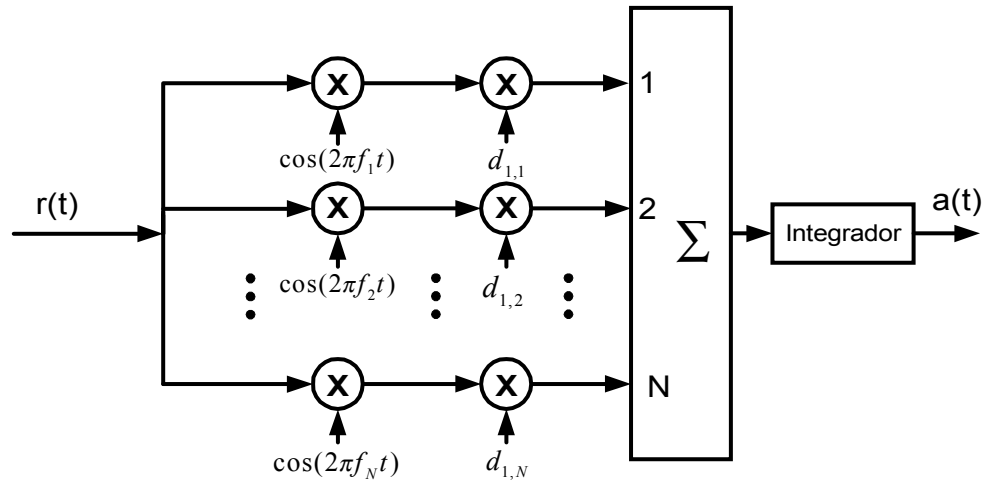 1
cos(2πf₁t)
d₁,₁
r(t)
2
∑
Integrador
a(t)
cos(2πf₂t)
d₁,₂
N
cos(2πf_N t)
d₁,N